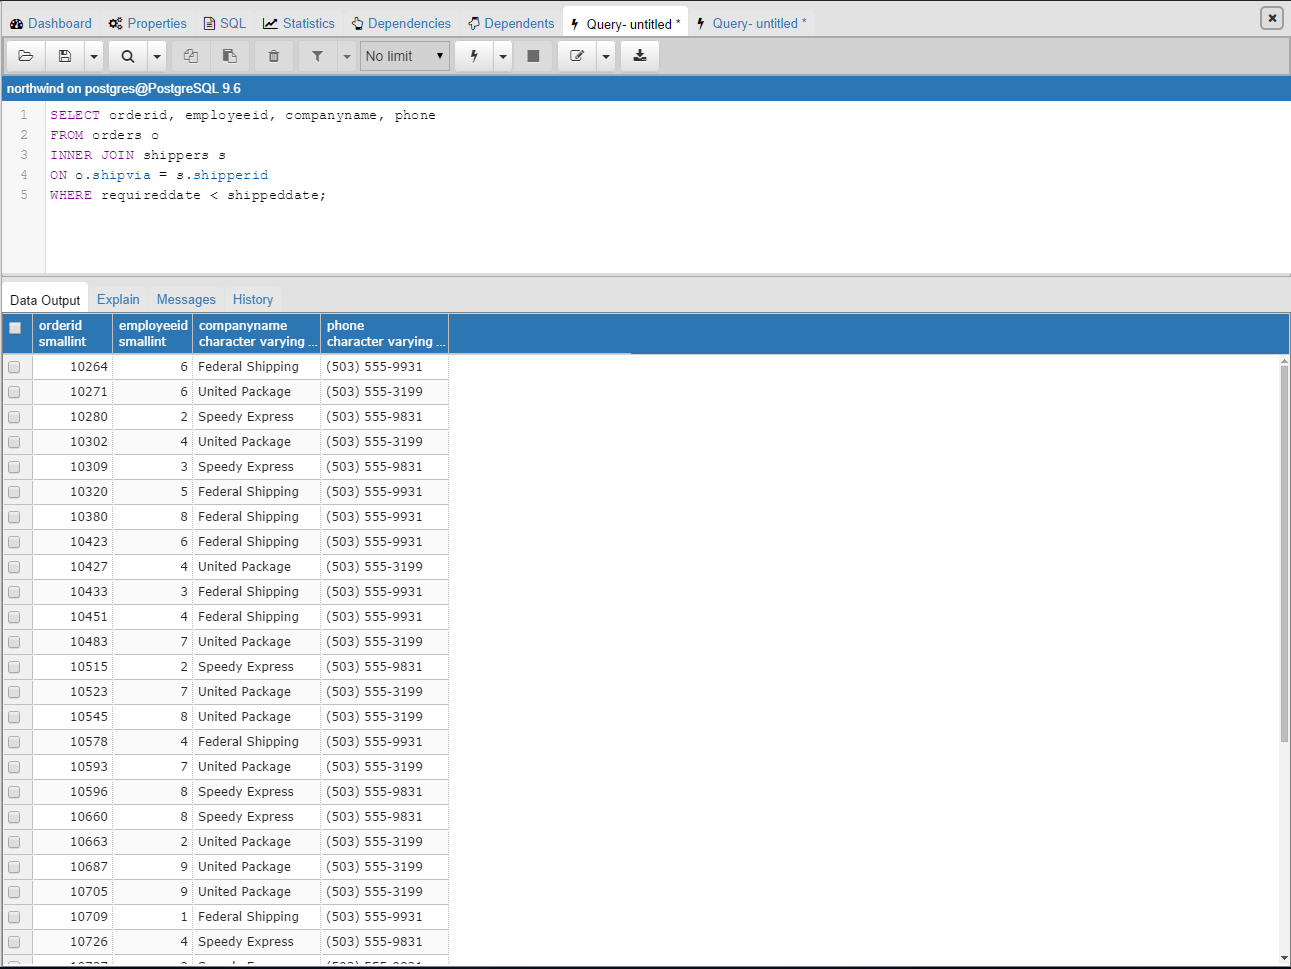 Dashboard Properties SQL Statistics Dependencies Dependents Query- untitled * Query- untitled *
No limit
northwind on postgres@PostgreSQL 9.6
1 SELECT orderid, employeeid, companyname, phone
2 FROM orders o
3 INNER JOIN shippers s
4 ON o.shipvia = s.shipperid
5 WHERE requireddate < shippeddate;
Data Output Explain Messages History
orderid employeeid companyname phone
smallint smallint character varying ... character varying ...
10264 6 Federal Shipping (503) 555-9931
10271 6 United Package (503) 555-3199
10280 2 Speedy Express (503) 555-9831
10302 4 United Package (503) 555-3199
10309 3 Speedy Express (503) 555-9831
10320 5 Federal Shipping (503) 555-9931
10380 8 Federal Shipping (503) 555-9931
10423 6 Federal Shipping (503) 555-9931
10427 4 United Package (503) 555-3199
10433 3 Federal Shipping (503) 555-9931
10451 4 Federal Shipping (503) 555-9931
10483 7 United Package (503) 555-3199
10515 2 Speedy Express (503) 555-9831
10523 7 United Package (503) 555-3199
10545 8 United Package (503) 555-3199
10578 4 Federal Shipping (503) 555-9931
10593 7 United Package (503) 555-3199
10596 8 Speedy Express (503) 555-9831
10660 8 Speedy Express (503) 555-9831
10663 2 United Package (503) 555-3199
10687 9 United Package (503) 555-3199
10705 9 United Package (503) 555-3199
10709 1 Federal Shipping (503) 555-9931
10726 4 Speedy Express (503) 555-9831